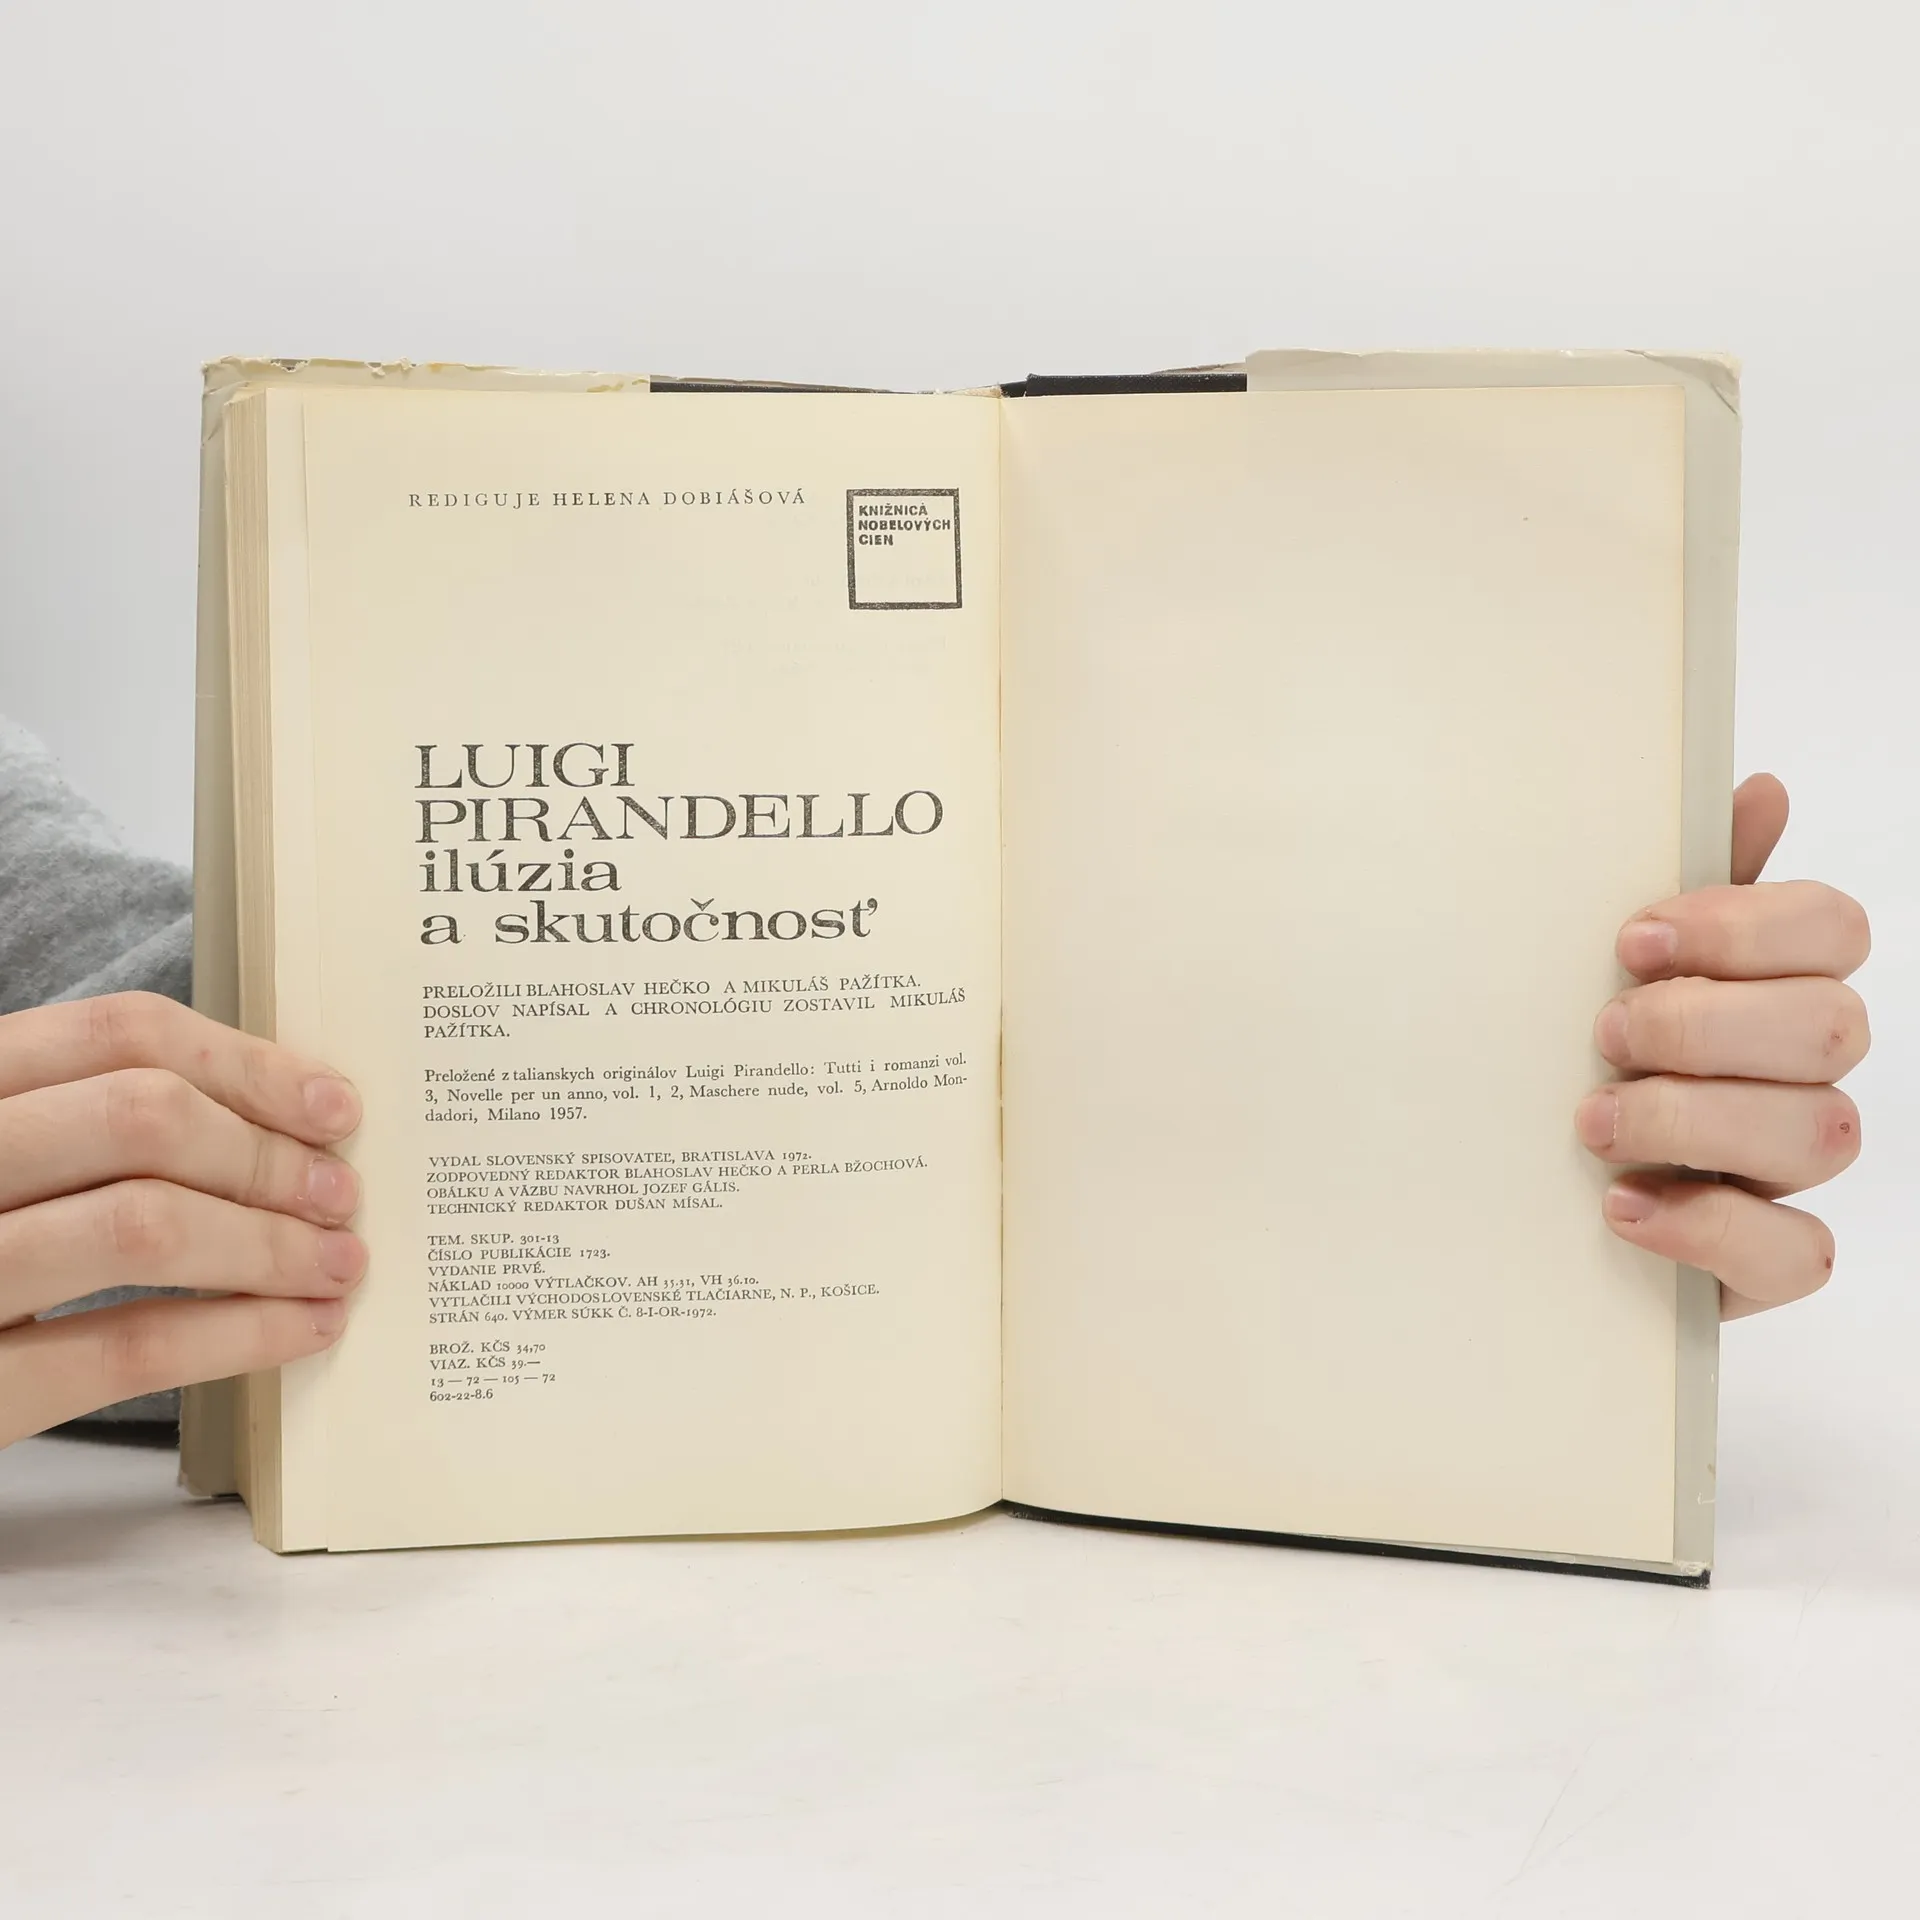 REDIGUJE HELENA DOBIÁŠOVÁ
KNIŽNICA
NOBELOVÝCH
CIEN
LUIGI
PIRANDELLO
ilúzia
a skutočnosť
PRELOŽILI BLAHOSLAV HEČKO A MIKULÁŠ PAŽÍTKA.
DOSLOV NAPÍSAL A CHRONOLÓGIU ZOSTAVIL MIKULÁŠ
PAŽÍTKA.
Preložené z talianskych originálov Luigi Pirandello: Tutti i romanzi vol.
3, Novelle per un anno, vol. 1, 2, Maschere nude, vol. 5, Arnoldo Mon-
dadori, Milano 1957.
VYDAL SLOVENSKÝ SPISOVATEĽ, BRATISLAVA 1972.
ZODPOVEDNÝ REDAKTOR BLAHOSLAV HEČKO A PERLA BŽOCHOVÁ.
OBÁLKU A VÄZBU NAVRHOL JOZEF GÁLIS.
TECHNICKÝ REDAKTOR DUŠAN MÍSAL.
TEM. SKUP. 301-13
ČÍSLO PUBLIKÁCIE 1723.
VYDANIE PRVÉ.
NÁKLAD 10000 VÝTLAČKOV. AH 35.31, VH 36.10.
VYTLAČILI VÝCHODOSLOVENSKÉ TLAČIARNE, N. P., KOŠICE.
STRÁN 640. VÝMER SÚKK Č. 8-I-OR-1972.
BROŽ. KČS 34,70
VIAZ. KČS 39.—
13 — 72 — 105 — 72
602-22-8.6